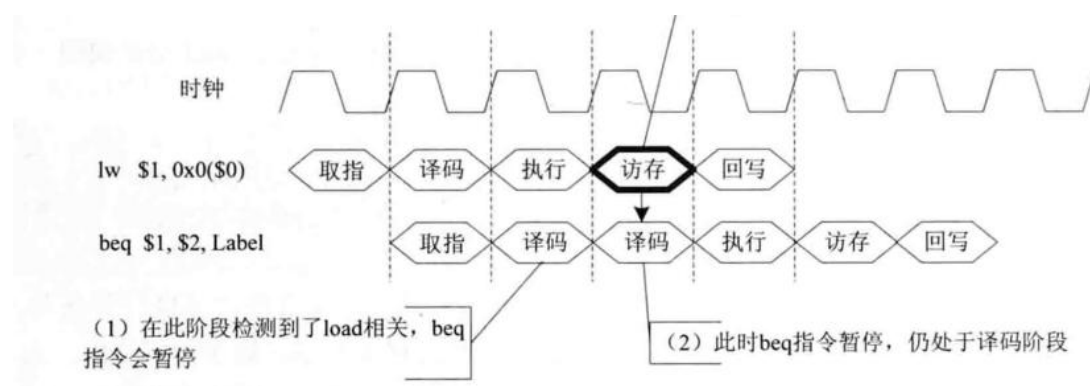 时钟
lw $1, 0x0($0)
取指 译码 执行 访存 回写
beq $1, $2, Label
取指 译码 译码 执行 访存 回写
(1)在此阶段检测到了load相关，beq
指令会暂停
(2)此时beq指令暂停，仍处于译码阶段